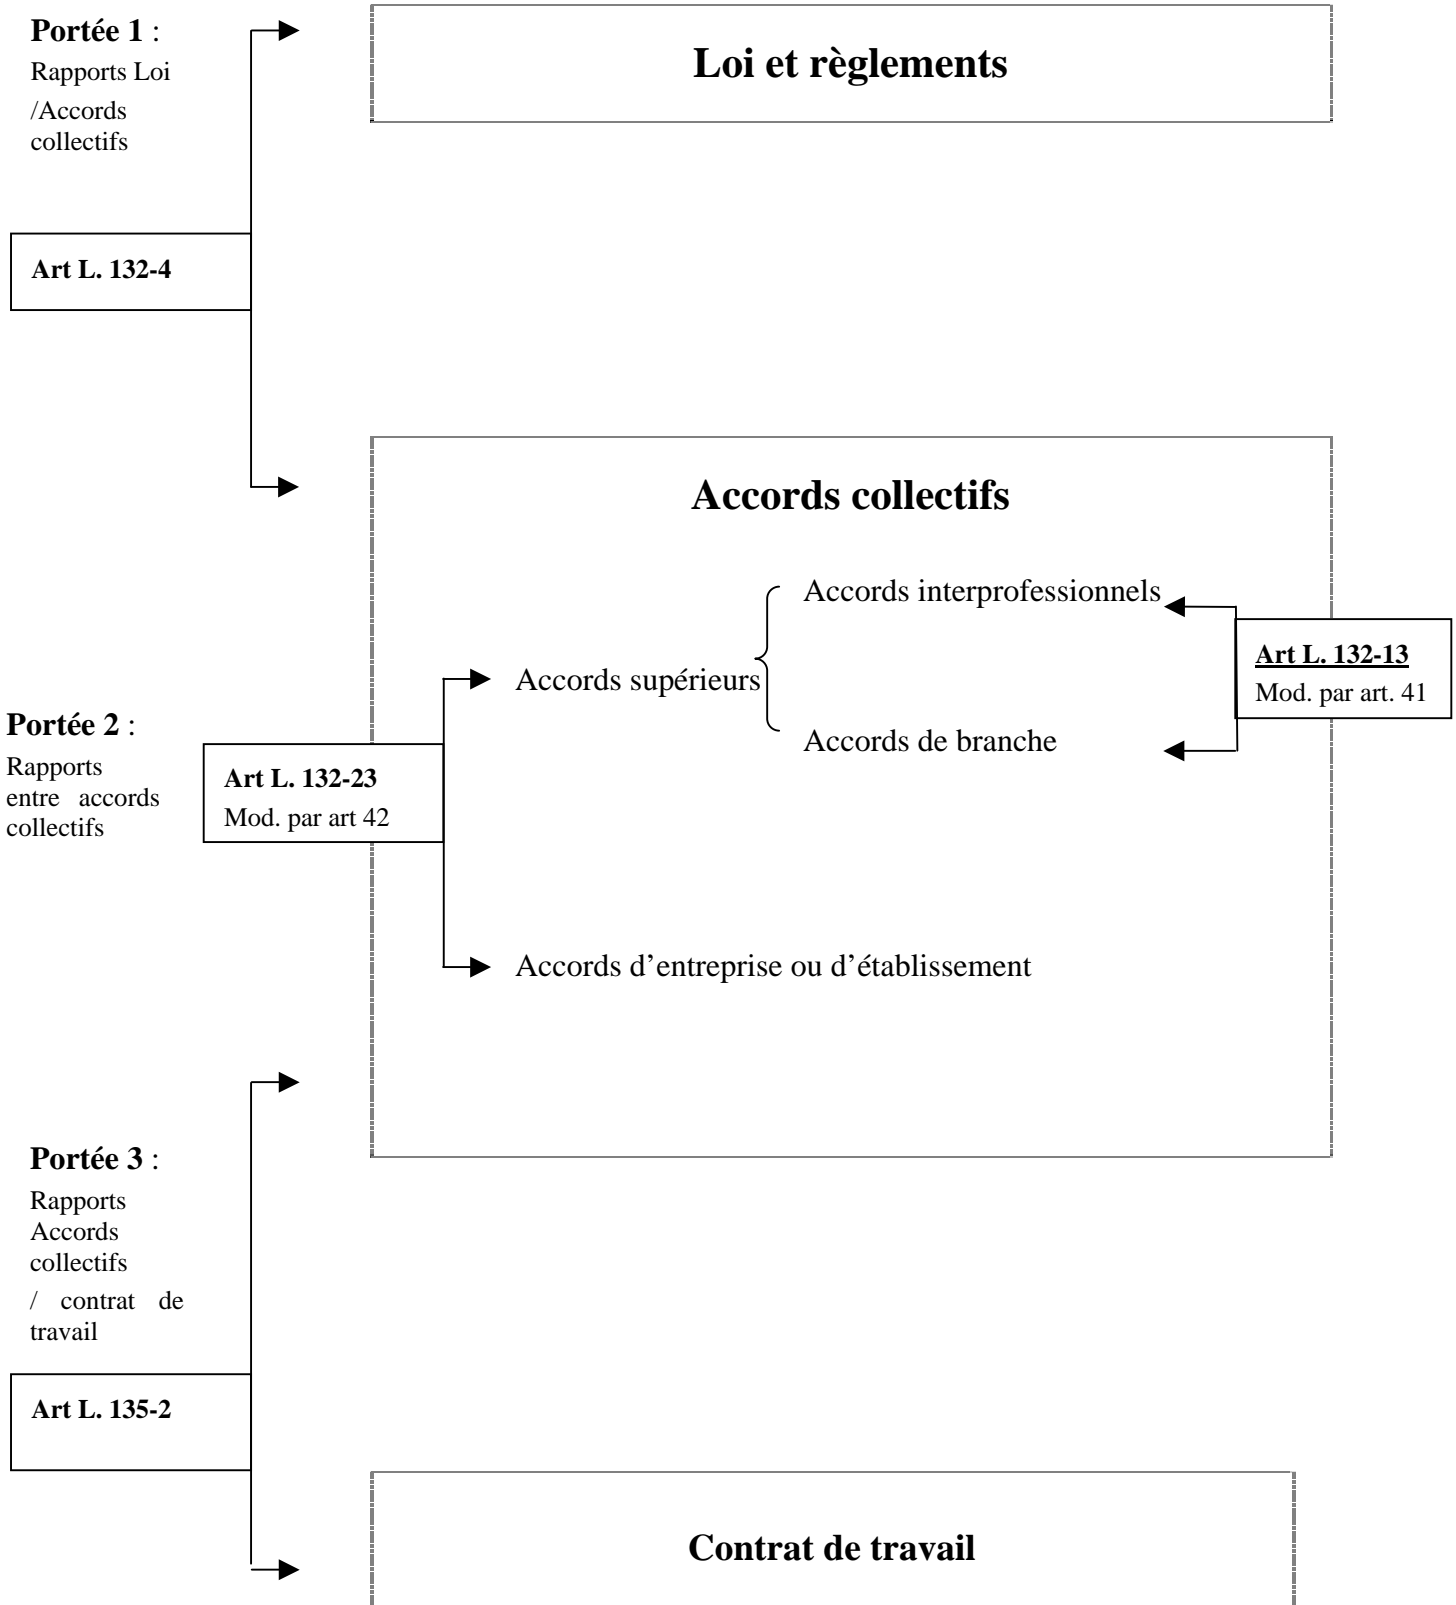 Portée 1 :
Rapports Loi
/Accords
collectifs
Loi et règlements
Art L. 132-4
Accords collectifs
Accords interprofessionnels
Art L. 132-13
Mod. par art. 41
Accords supérieurs
Accords de branche
Portée 2 :
Rapports
entre accords
collectifs
Art L. 132-23
Mod. par art 42
Accords d’entreprise ou d’établissement
Portée 3 :
Rapports
Accords
collectifs
/ contrat de
travail
Art L. 135-2
Contrat de travail